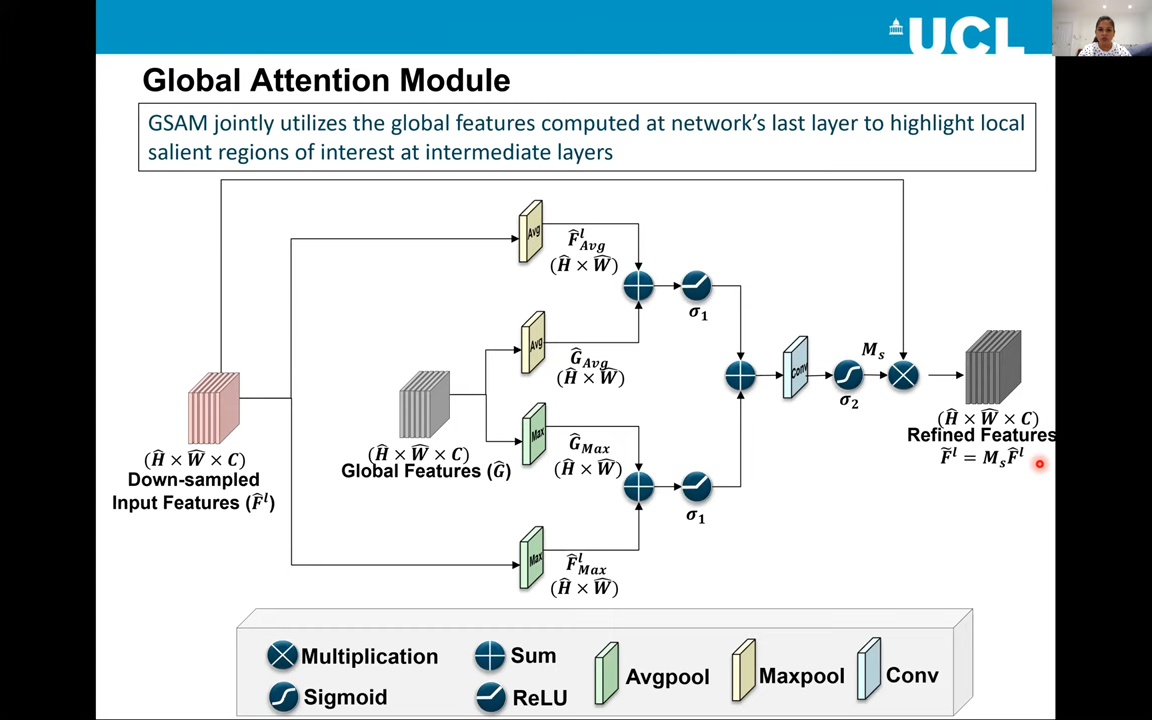 UCL
Global Attention Module
GSAM jointly utilizes the global features computed at network's last layer to highlight local
salient regions of interest at intermediate layers
Avg
F̂ˡ_Avg
(Ĥ × Ŵ)
σ₁
Avg
Ĝ_Avg
(Ĥ × Ŵ)
Conv
σ₂
Mₛ
Max
Ĝ_Max
(Ĥ × Ŵ)
σ₁
Max
F̂ˡ_Max
(Ĥ × Ŵ)
(Ĥ × Ŵ × C)
Down-sampled
Input Features (F̂ˡ)
(Ĥ × Ŵ × C)
Global Features (Ĝ)
(Ĥ × Ŵ × C)
Refined Features
F̃ˡ = MₛF̂ˡ
Multiplication
Sum
Avgpool
Maxpool
Conv
Sigmoid
ReLU